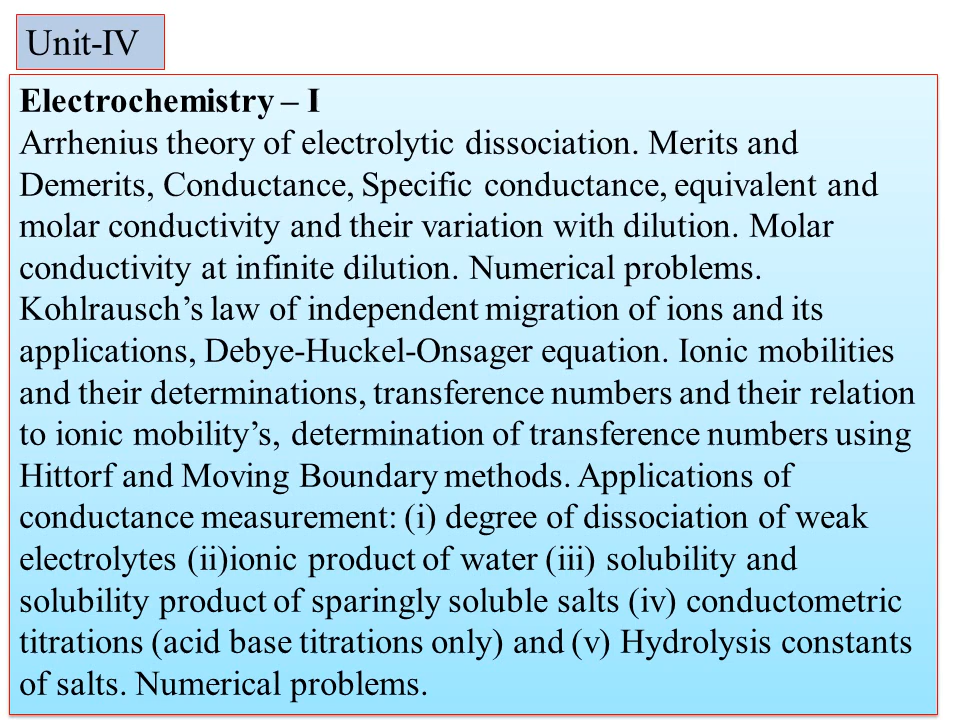 Unit-IV
Electrochemistry – I
Arrhenius theory of electrolytic dissociation. Merits and
Demerits, Conductance, Specific conductance, equivalent and
molar conductivity and their variation with dilution. Molar
conductivity at infinite dilution. Numerical problems.
Kohlrausch’s law of independent migration of ions and its
applications, Debye-Huckel-Onsager equation. Ionic mobilities
and their determinations, transference numbers and their relation
to ionic mobility’s, determination of transference numbers using
Hittorf and Moving Boundary methods. Applications of
conductance measurement: (i) degree of dissociation of weak
electrolytes (ii)ionic product of water (iii) solubility and
solubility product of sparingly soluble salts (iv) conductometric
titrations (acid base titrations only) and (v) Hydrolysis constants
of salts. Numerical problems.